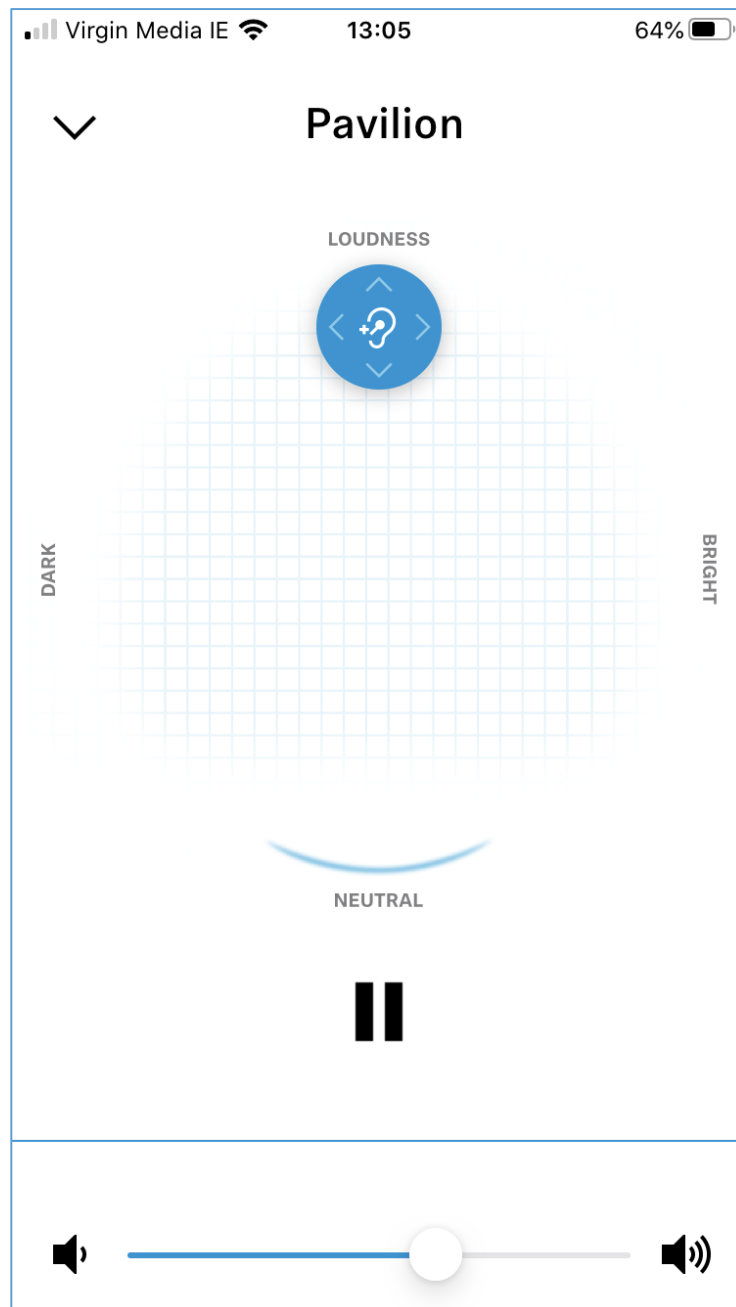 Virgin Media IE 13:05 64%
Pavilion
LOUDNESS
DARK
BRIGHT
NEUTRAL